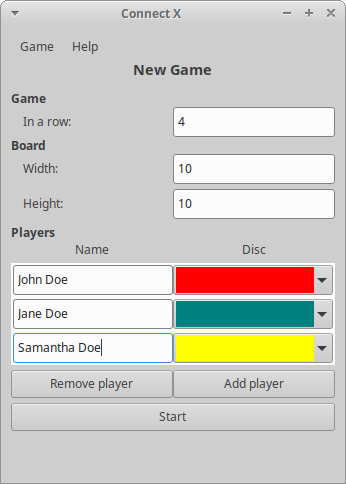 Connect X
Game Help
New Game
Game
In a row: 4
Board
Width: 10
Height: 10
Players
Name Disc
John Doe
Jane Doe
Samantha Doe
Remove player Add player
Start